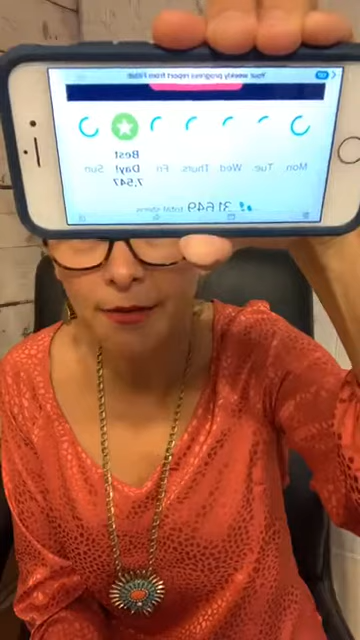 Your weekly progress report from Fitbit
Mon Tue Wed Thurs Fri Best Day! 7,547 Sun
31,649 total steps